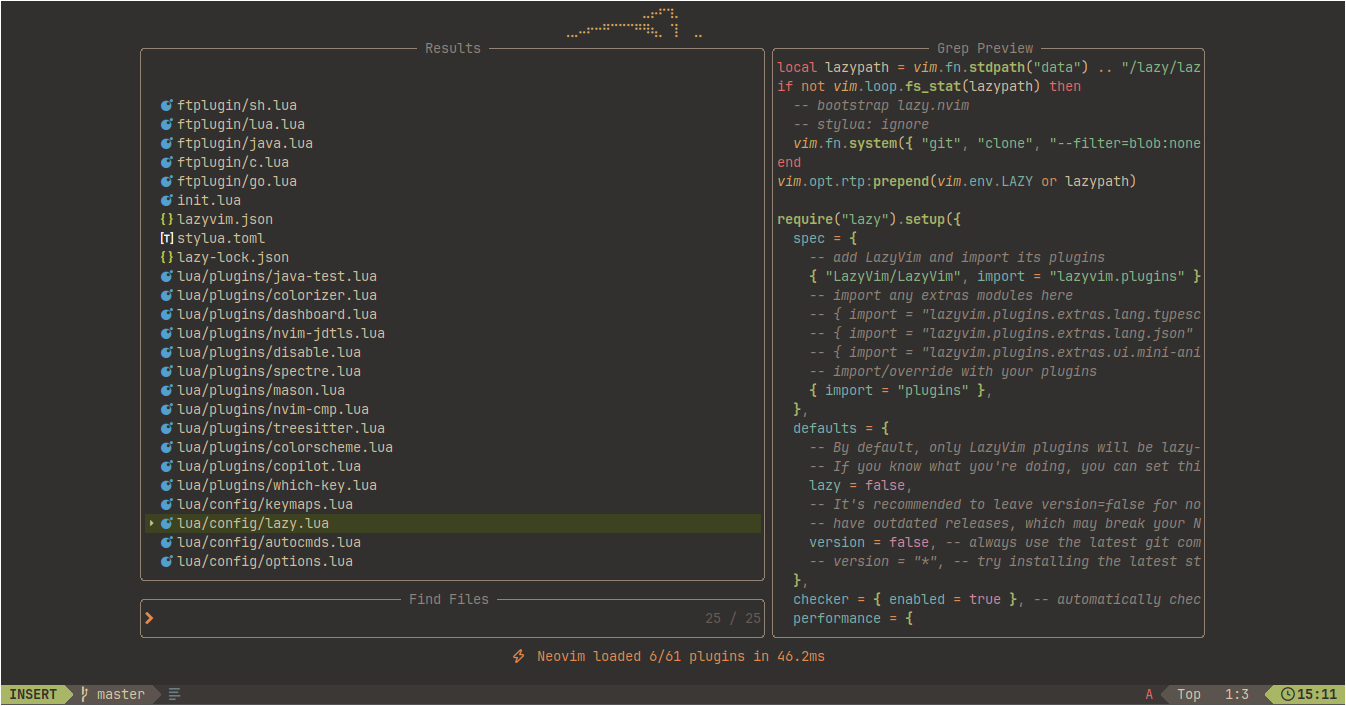 Results
ftplugin/sh.lua
ftplugin/lua.lua
ftplugin/java.lua
ftplugin/c.lua
ftplugin/go.lua
init.lua
{} lazyvim.json
[T] stylua.toml
{} lazy-lock.json
lua/plugins/java-test.lua
lua/plugins/colorizer.lua
lua/plugins/dashboard.lua
lua/plugins/nvim-jdtls.lua
lua/plugins/disable.lua
lua/plugins/spectre.lua
lua/plugins/mason.lua
lua/plugins/nvim-cmp.lua
lua/plugins/treesitter.lua
lua/plugins/colorscheme.lua
lua/plugins/copilot.lua
lua/plugins/which-key.lua
lua/config/keymaps.lua
lua/config/lazy.lua
lua/config/autocmds.lua
lua/config/options.lua
Find Files
25 / 25
Grep Preview
local lazypath = vim.fn.stdpath("data") .. "/lazy/laz
if not vim.loop.fs_stat(lazypath) then
-- bootstrap lazy.nvim
-- stylua: ignore
vim.fn.system({ "git", "clone", "--filter=blob:none
end
vim.opt.rtp:prepend(vim.env.LAZY or lazypath)
require("lazy").setup({
spec = {
-- add LazyVim and import its plugins
{ "LazyVim/LazyVim", import = "lazyvim.plugins" }
-- import any extras modules here
-- { import = "lazyvim.plugins.extras.lang.typesc
-- { import = "lazyvim.plugins.extras.lang.json"
-- { import = "lazyvim.plugins.extras.ui.mini-ani
-- import/override with your plugins
{ import = "plugins" },
},
defaults = {
-- By default, only LazyVim plugins will be lazy-
-- If you know what you're doing, you can set thi
lazy = false,
-- It's recommended to leave version=false for no
-- have outdated releases, which may break your N
version = false, -- always use the latest git com
-- version = "*", -- try installing the latest st
},
checker = { enabled = true }, -- automatically chec
performance = {
Neovim loaded 6/61 plugins in 46.2ms
INSERT master A Top 1:3 15:11